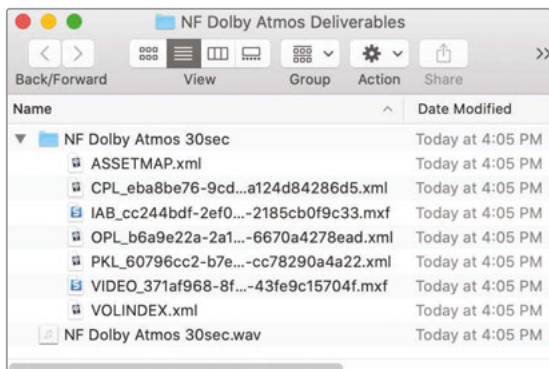 NF Dolby Atmos Deliverables
Back/Forward View Group Action Share
Name Date Modified
NF Dolby Atmos 30sec Today at 4:05 PM
ASSETMAP.xml Today at 4:05 PM
CPL_eba8be76-9cd...a124d84286d5.xml Today at 4:05 PM
IAB_cc244bdf-2ef0...-2185cb0f9c33.mxf Today at 4:05 PM
OPL_b6a9e22a-2a1...-6670a4278ead.xml Today at 4:05 PM
PKL_60796cc2-b7e...-cc78290a4a22.xml Today at 4:05 PM
VIDEO_371af968-8f...-43fe9c15704f.mxf Today at 4:05 PM
VOLINDEX.xml Today at 4:05 PM
NF Dolby Atmos 30sec.wav Today at 4:05 PM